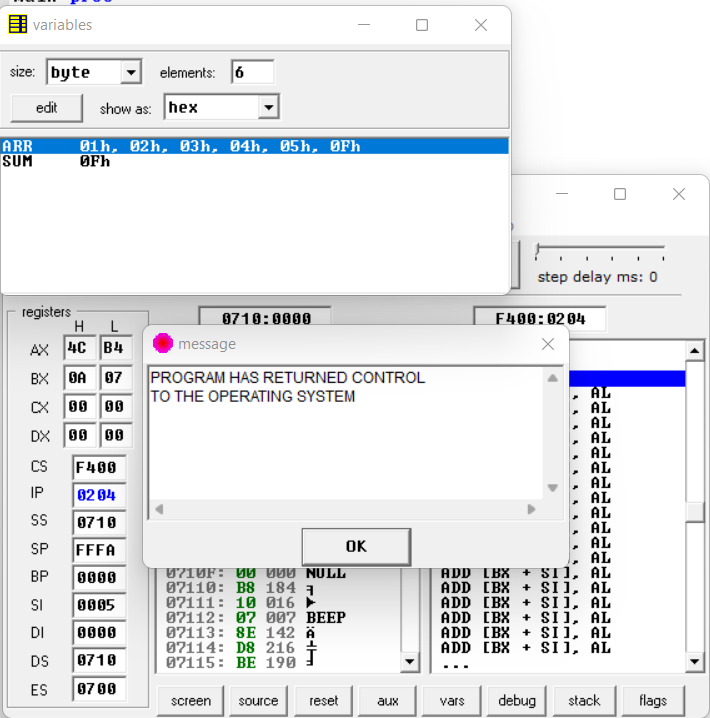 main proc
variables
size: byte elements: 6
edit show as: hex
ARR 01h, 02h, 03h, 04h, 05h, 0Fh
SUM 0Fh
step delay ms: 0
registers
H L
0710:0000 F400:0204
AX 4C B4
BX 0A 07
CX 00 00
DX 00 00
CS F400
IP 0204
SS 0710
SP FFFA
BP 0000
SI 0005
DI 0000
DS 0710
ES 0700
message
PROGRAM HAS RETURNED CONTROL
TO THE OPERATING SYSTEM
OK
, AL
, AL
, AL
, AL
, AL
, AL
, AL
, AL
, AL
, AL
, AL
, AL
0710F: 00 000 NULL
07110: B8 184 ╕
07111: 10 016 ►
07112: 07 007 BEEP
07113: 8E 142 Ä
07114: D8 216 ╪
07115: BE 190 ╛
ADD [BX + SI], AL
ADD [BX + SI], AL
ADD [BX + SI], AL
ADD [BX + SI], AL
ADD [BX + SI], AL
ADD [BX + SI], AL
...
screen source reset aux vars debug stack flags